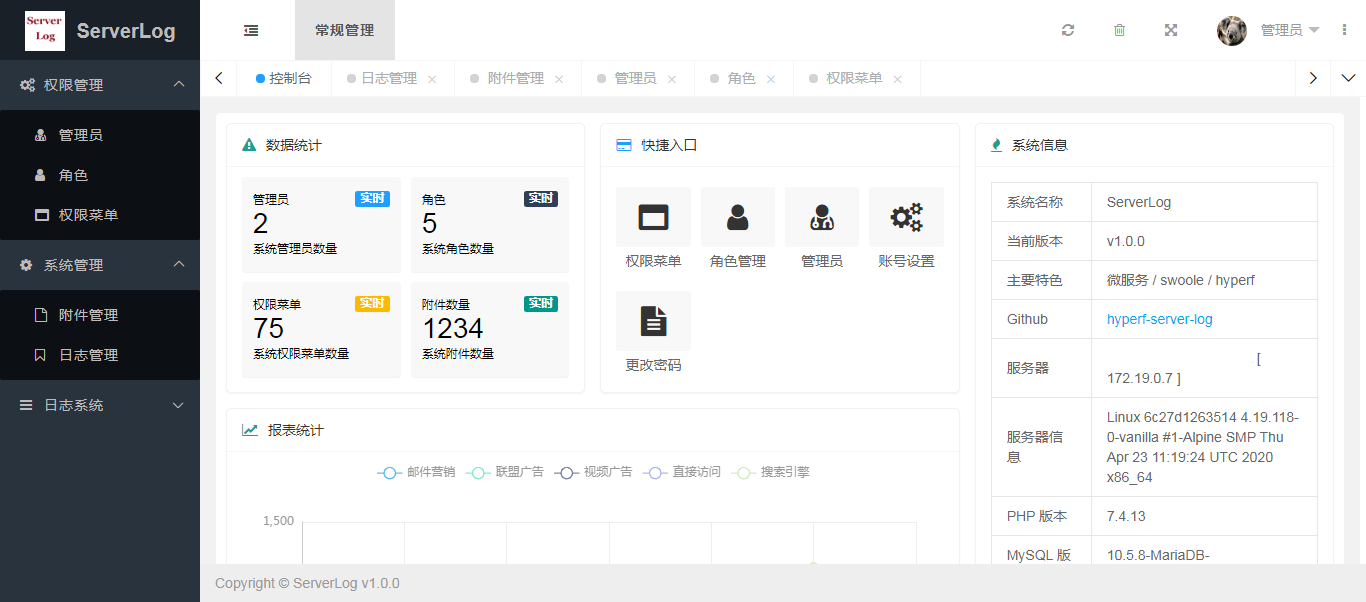 Server
Log
ServerLog
权限管理
管理员
角色
权限菜单
系统管理
附件管理
日志管理
日志系统
常规管理
管理员
控制台
日志管理
附件管理
管理员
角色
权限菜单
数据统计
管理员
实时
2
系统管理员数量
角色
实时
5
系统角色数量
权限菜单
实时
75
系统权限菜单数量
附件数量
实时
1234
系统附件数量
快捷入口
权限菜单
角色管理
管理员
账号设置
更改密码
系统信息
系统名称 ServerLog
当前版本 v1.0.0
主要特色 微服务 / swoole / hyperf
Github hyperf-server-log
服务器
[
172.19.0.7 ]
服务器信
息
Linux 6c27d1263514 4.19.118-
0-vanilla #1-Alpine SMP Thu
Apr 23 11:19:24 UTC 2020
x86_64
PHP 版本 7.4.13
MySQL 版 10.5.8-MariaDB-
报表统计
邮件营销 联盟广告 视频广告 直接访问 搜索引擎
1,500
Copyright © ServerLog v1.0.0